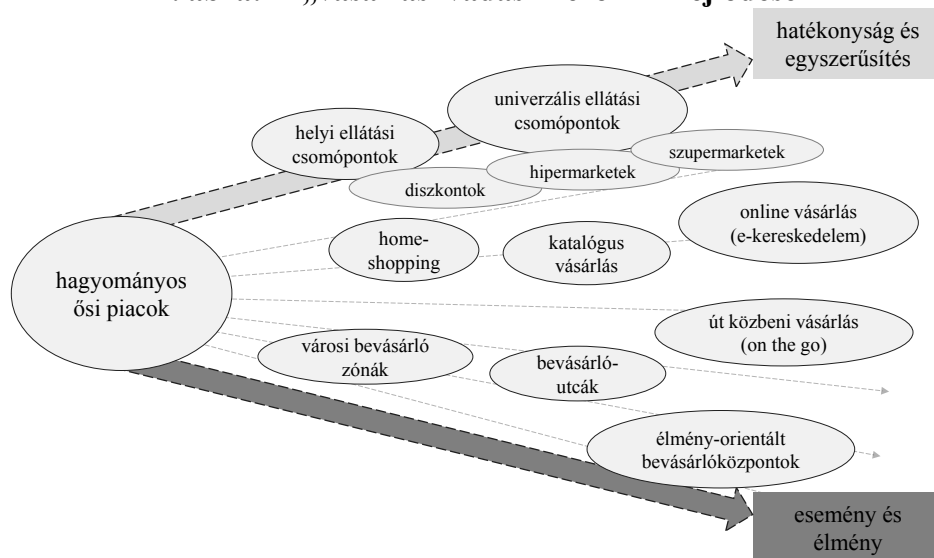 hatékonyság és
egyszerűsítés
univerzális ellátási
csomópontok
helyi ellátási
csomópontok
szupermarketek
hipermarketek
diszkontok
online vásárlás
(e-kereskedelem)
home-
shopping
katalógus
vásárlás
hagyományos
ősi piacok
út közbeni vásárlás
(on the go)
városi bevásárló
zónák
bevásárló-
utcák
élmény-orientált
bevásárlóközpontok
esemény és
élmény